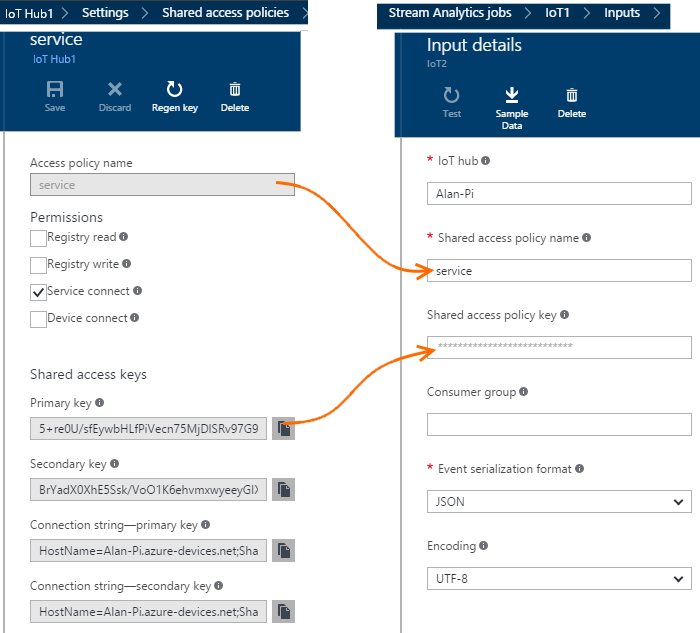 IoT Hub1 > Settings > Shared access policies >
service
IoT Hub1
Save Discard Regen key Delete
Access policy name
service
Permissions
Registry read
Registry write
Service connect
Device connect
Shared access keys
Primary key
5+re0U/sfEywbHLfPiVecn75MjDlSRv97G9
Secondary key
BrYadX0XhE5Ssk/VoO1K6ehvmxwyeeyGI
Connection string—primary key
HostName=Alan-Pi.azure-devices.net;Sha
Connection string—secondary key
HostName=Alan-Pi.azure-devices.net;Sha
Stream Analytics jobs > IoT1 > Inputs >
Input details
IoT2
Test Sample Data Delete
* IoT hub
Alan-Pi
* Shared access policy name
service
Shared access policy key
***************************
Consumer group
* Event serialization format
JSON
Encoding
UTF-8